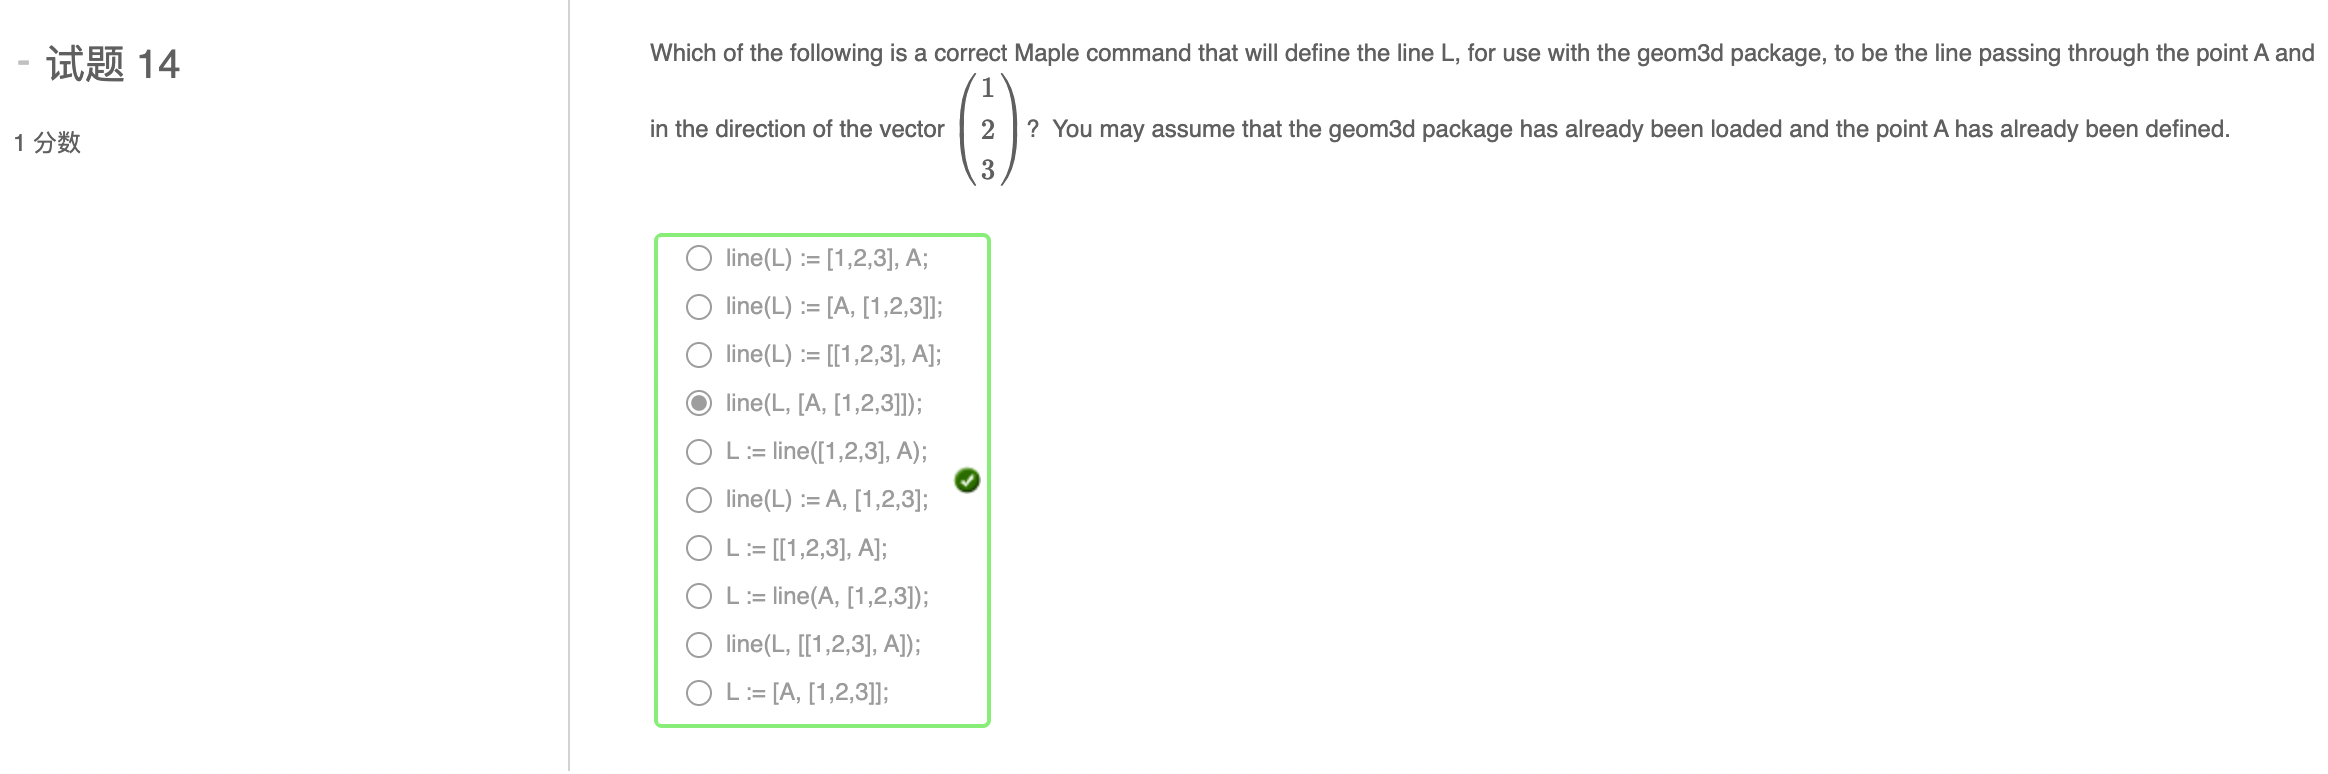 - 试题 14
1 分数
Which of the following is a correct Maple command that will define the line L, for use with the geom3d package, to be the line passing through the point A and
in the direction of the vector (1 2 3)? You may assume that the geom3d package has already been loaded and the point A has already been defined.
line(L) := [1,2,3], A;
line(L) := [A, [1,2,3]];
line(L) := [[1,2,3], A];
line(L, [A, [1,2,3]]);
L := line([1,2,3], A);
line(L) := A, [1,2,3];
L := [[1,2,3], A];
L := line(A, [1,2,3]);
line(L, [[1,2,3], A]);
L := [A, [1,2,3]];